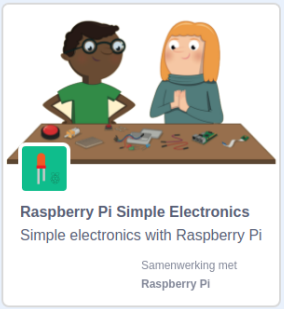 Raspberry Pi Simple Electronics
Simple electronics with Raspberry Pi
Samenwerking met
Raspberry Pi